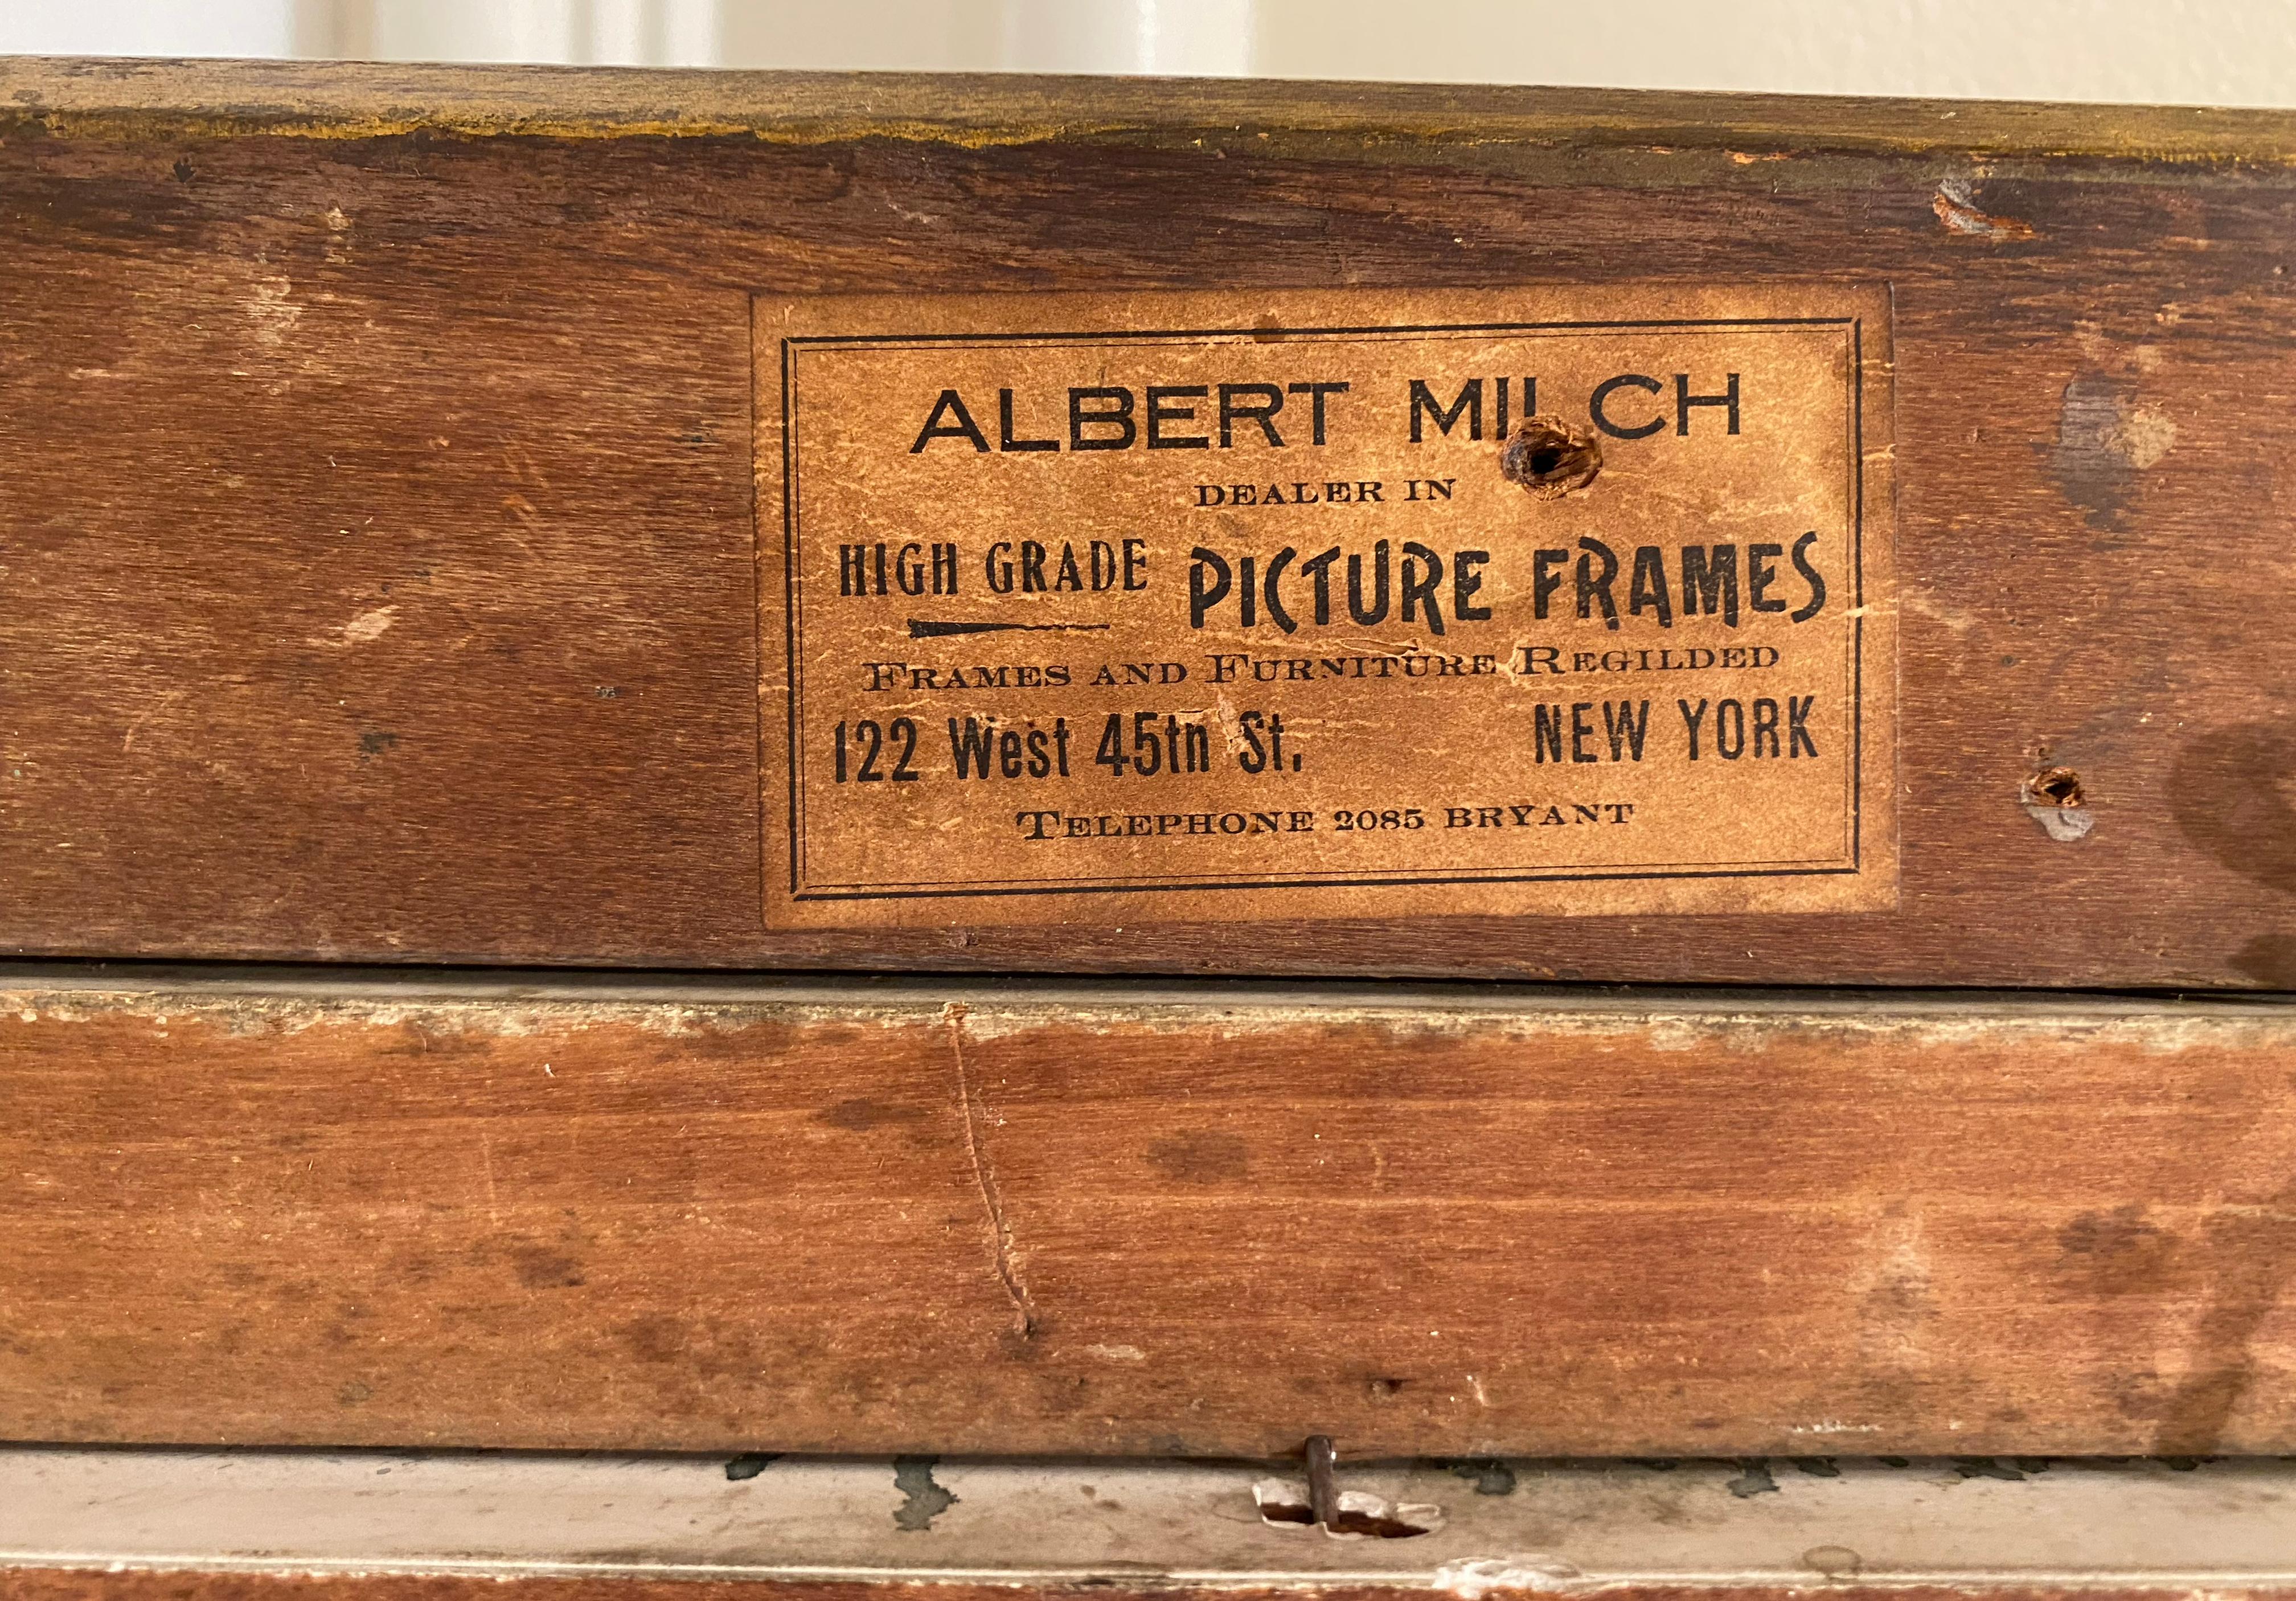 ALBERT MILCH
DEALER IN
HIGH GRADE PICTURE FRAMES
FRAMES AND FURNITURE REGILDED
122 West 45th St. NEW YORK
TELEPHONE 2085 BRYANT